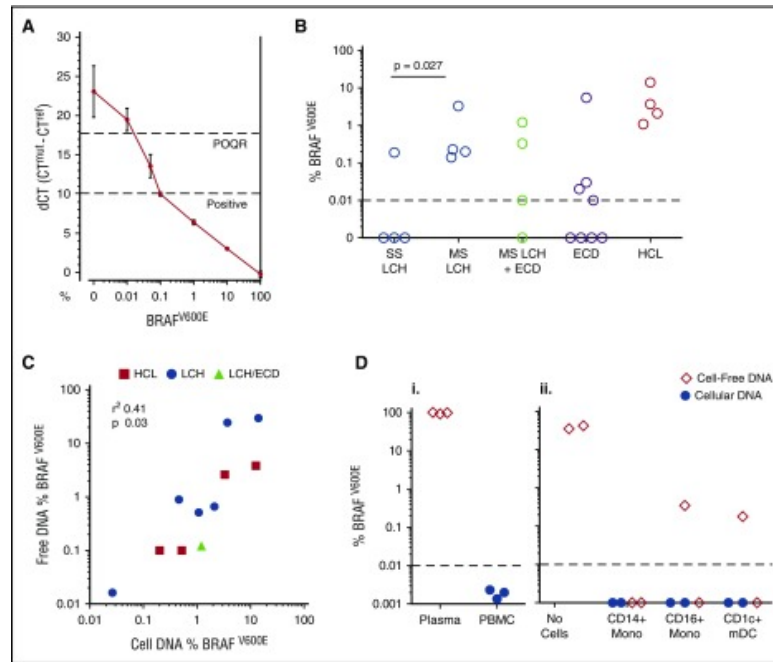 A
30
25
20
15
10
5
0
dCT (CT^mut- CT^ref)
POQR
Positive
% 0 0.01 0.1 1 10 100
BRAF^V600E
B
p = 0.027
100
10
1
0.1
0.01
0
% BRAF ^V600E
SS LCH
MS LCH
MS LCH + ECD
ECD
HCL
C
HCL LCH LCH/ECD
r² 0.41
p 0.03
100
10
1
0.1
0.01
Free DNA % BRAF ^V600E
0.01 0.1 1 10 100
Cell DNA % BRAF ^V600E
D
Cell-Free DNA
Cellular DNA
i.
ii.
100
10
1
0.1
0.01
0.001
% BRAF ^V600E
Plasma PBMC
No Cells
CD14+ Mono
CD16+ Mono
CD1c+ mDC